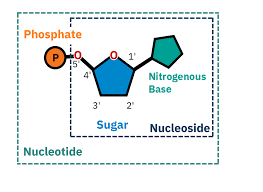 Phosphate
P
O
O
5'
4'
1'
3'
2'
Nitrogenous
Base
Sugar
Nucleoside
Nucleotide